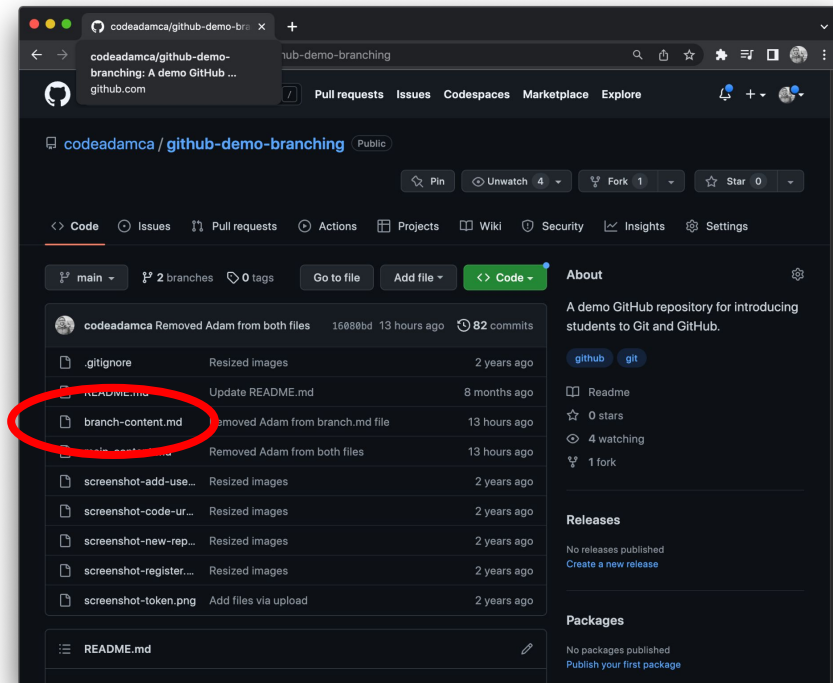 codeadamca/github-demo-bra
codeadamca/github-demo-
branching: A demo GitHub ...
github.com
hub-demo-branching
/ Pull requests Issues Codespaces Marketplace Explore
codeadamca / github-demo-branching Public
Pin Unwatch 4 Fork 1 Star 0
<> Code Issues Pull requests Actions Projects Wiki Security Insights Settings
main 2 branches 0 tags Go to file Add file <> Code
codeadamca Removed Adam from both files 16080bd 13 hours ago 82 commits
.gitignore Resized images 2 years ago
README.md Update README.md 8 months ago
branch-content.md Removed Adam from branch.md file 13 hours ago
Removed Adam from both files 13 hours ago
screenshot-add-use... Resized images 2 years ago
screenshot-code-ur... Resized images 2 years ago
screenshot-new-rep... Resized images 2 years ago
screenshot-register.... Resized images 2 years ago
screenshot-token.png Add files via upload 2 years ago
README.md
About
A demo GitHub repository for introducing
students to Git and GitHub.
github git
Readme
0 stars
4 watching
1 fork
Releases
No releases published
Create a new release
Packages
No packages published
Publish your first package